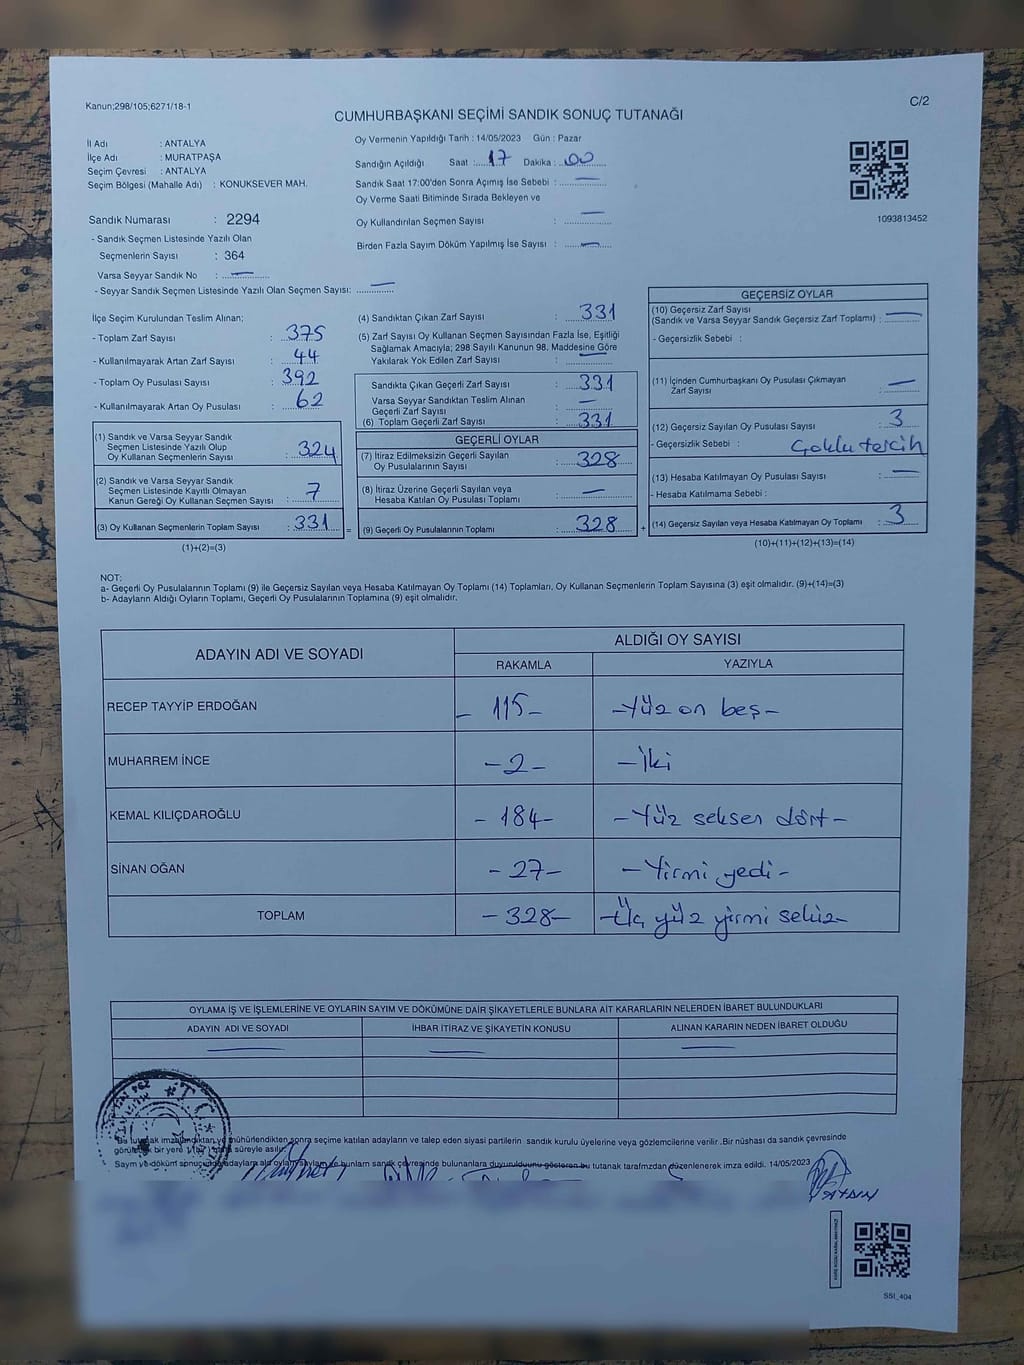 Kanun;298/105;6271/18-1
C/2
CUMHURBAŞKANI SEÇİMİ SANDIK SONUÇ TUTANAĞI
İl Adı : ANTALYA
İlçe Adı : MURATPAŞA
Seçim Çevresi : ANTALYA
Seçim Bölgesi (Mahalle Adı) : KONUKSEVER MAH.
Sandık Numarası : 2294
- Sandık Seçmen Listesinde Yazılı Olan
Seçmenlerin Sayısı : 364
Varsa Seyyar Sandık No : —
- Seyyar Sandık Seçmen Listesinde Yazılı Olan Seçmen Sayısı: —
Oy Vermenin Yapıldığı Tarih : 14/05/2023 Gün : Pazar
Sandığın Açıldığı Saat : 17 Dakika : 00
Sandık Saat 17:00'den Sonra Açımış İse Sebebi : —
Oy Verme Saati Bitiminde Sırada Bekleyen ve
Oy Kullandırılan Seçmen Sayısı : —
Birden Fazla Sayım Döküm Yapılmış İse Sayısı : —
1093813452
İlçe Seçim Kurulundan Teslim Alınan;
- Toplam Zarf Sayısı : 375
- Kullanılmayarak Artan Zarf Sayısı : 44
- Toplam Oy Pusulası Sayısı : 392
- Kullanılmayarak Artan Oy Pusulası : 62
(1) Sandık ve Varsa Seyyar Sandık
Seçmen Listesinde Yazılı Olup
Oy Kullanan Seçmenlerin Sayısı : 324
(2) Sandık ve Varsa Seyyar Sandık
Seçmen Listesinde Kayıtlı Olmayan
Kanun Gereği Oy Kullanan Seçmen Sayısı : 7
(3) Oy Kullanan Seçmenlerin Toplam Sayısı : 331
(1)+(2)=(3)
(4) Sandıktan Çıkan Zarf Sayısı : 331
(5) Zarf Sayısı Oy Kullanan Seçmen Sayısından Fazla İse, Eşitliği
Sağlamak Amacıyla; 298 Sayılı Kanunun 98. Maddesine Göre
Yakılarak Yok Edilen Zarf Sayısı : —
Sandıkta Çıkan Geçerli Zarf Sayısı : 331
Varsa Seyyar Sandıktan Teslim Alınan
Geçerli Zarf Sayısı : —
(6) Toplam Geçerli Zarf Sayısı : 331
GEÇERLİ OYLAR
(7) İtiraz Edilmeksizin Geçerli Sayılan
Oy Pusulalarının Sayısı : 328
(8) İtiraz Üzerine Geçerli Sayılan veya
Hesaba Katılan Oy Pusulası Toplamı : —
= (9) Geçerli Oy Pusulalarının Toplamı : 328 +
GEÇERSİZ OYLAR
(10) Geçersiz Zarf Sayısı
(Sandık ve Varsa Seyyar Sandık Geçersiz Zarf Toplamı) : —
- Geçersizlik Sebebi :
(11) İçinden Cumhurbaşkanı Oy Pusulası Çıkmayan
Zarf Sayısı : —
(12) Geçersiz Sayılan Oy Pusulası Sayısı : 3
- Geçersizlik Sebebi : Çoklu tercih
(13) Hesaba Katılmayan Oy Pusulası Sayısı : —
- Hesaba Katılmama Sebebi :
(14) Geçersiz Sayılan veya Hesaba Katılmayan Oy Toplamı : 3
(10)+(11)+(12)+(13)=(14)
NOT:
a- Geçerli Oy Pusulalarının Toplamı (9) ile Geçersiz Sayılan veya Hesaba Katılmayan Oy Toplamı (14) Toplamları, Oy Kullanan Seçmenlerin Toplam Sayısına (3) eşit olmalıdır. (9)+(14)=(3)
b- Adayların Aldığı Oyların Toplamı, Geçerli Oy Pusulalarının Toplamına (9) eşit olmalıdır.
ADAYIN ADI VE SOYADI ALDIĞI OY SAYISI
RAKAMLA YAZIYLA
RECEP TAYYİP ERDOĞAN –115– –Yüz on beş–
MUHARREM İNCE –2– –İki
KEMAL KILIÇDAROĞLU –184– –Yüz seksen dört–
SİNAN OĞAN –27– –Yirmi yedi–
TOPLAM –328– –Üç yüz yirmi sekiz–
OYLAMA İŞ VE İŞLEMLERİNE VE OYLARIN SAYIM VE DÖKÜMÜNE DAİR ŞİKAYETLERLE BUNLARA AİT KARARLARIN NELERDEN İBARET BULUNDUKLARI
ADAYIN ADI VE SOYADI İHBAR İTİRAZ VE ŞİKAYETİN KONUSU ALINAN KARARIN NEDEN İBARET OLDUĞU
T.C.
Bu tutanak imzalandıktan ve mühürlendikten sonra seçime katılan adayların ve talep eden siyasi partilerin sandık kurulu üyelerine veya gözlemcilerine verilir. Bir nüshası da sandık çevresinde
görülecek bir yere süreyle asılır.
Sayım ve döküm bulunanlara duyurulduğunu gösteren bu tutanak tarafımızdan düzenlenerek imza edildi. 14/05/2023
SSI_404